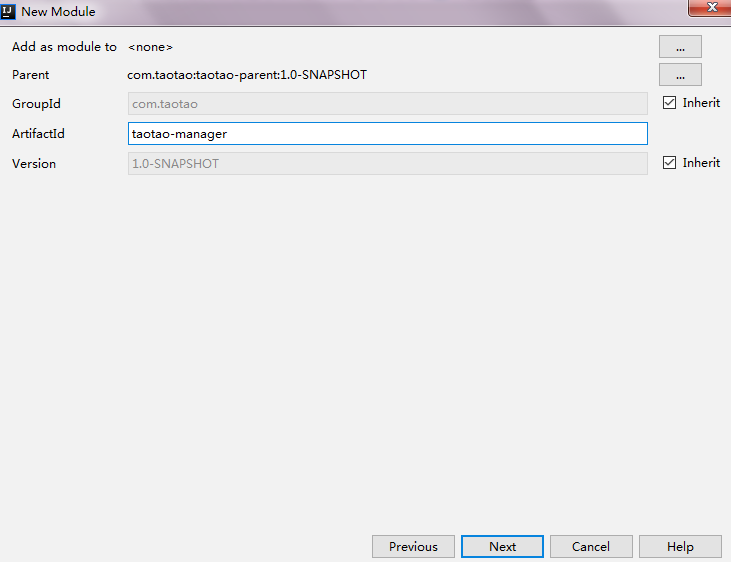 IJ New Module
Add as module to <none> ...
Parent com.taotao:taotao-parent:1.0-SNAPSHOT ...
GroupId com.taotao Inherit
ArtifactId taotao-manager
Version 1.0-SNAPSHOT Inherit
Previous Next Cancel Help